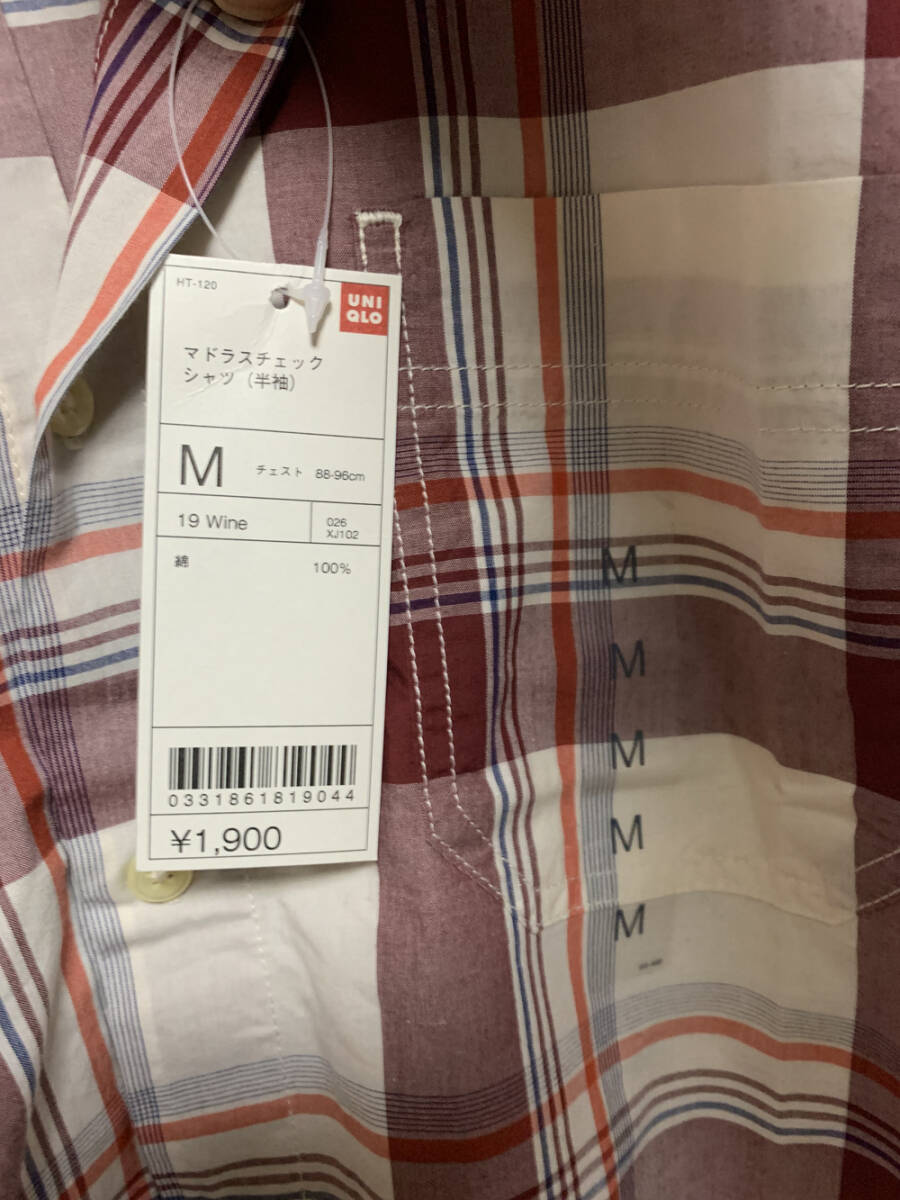 HT-120
UNI
QLO
マドラスチェック
シャツ（半袖）
M チェスト 88-96cm
19 Wine
026
XJ102
綿 100%
0331861819044
¥1,900
M
M
M
M
M